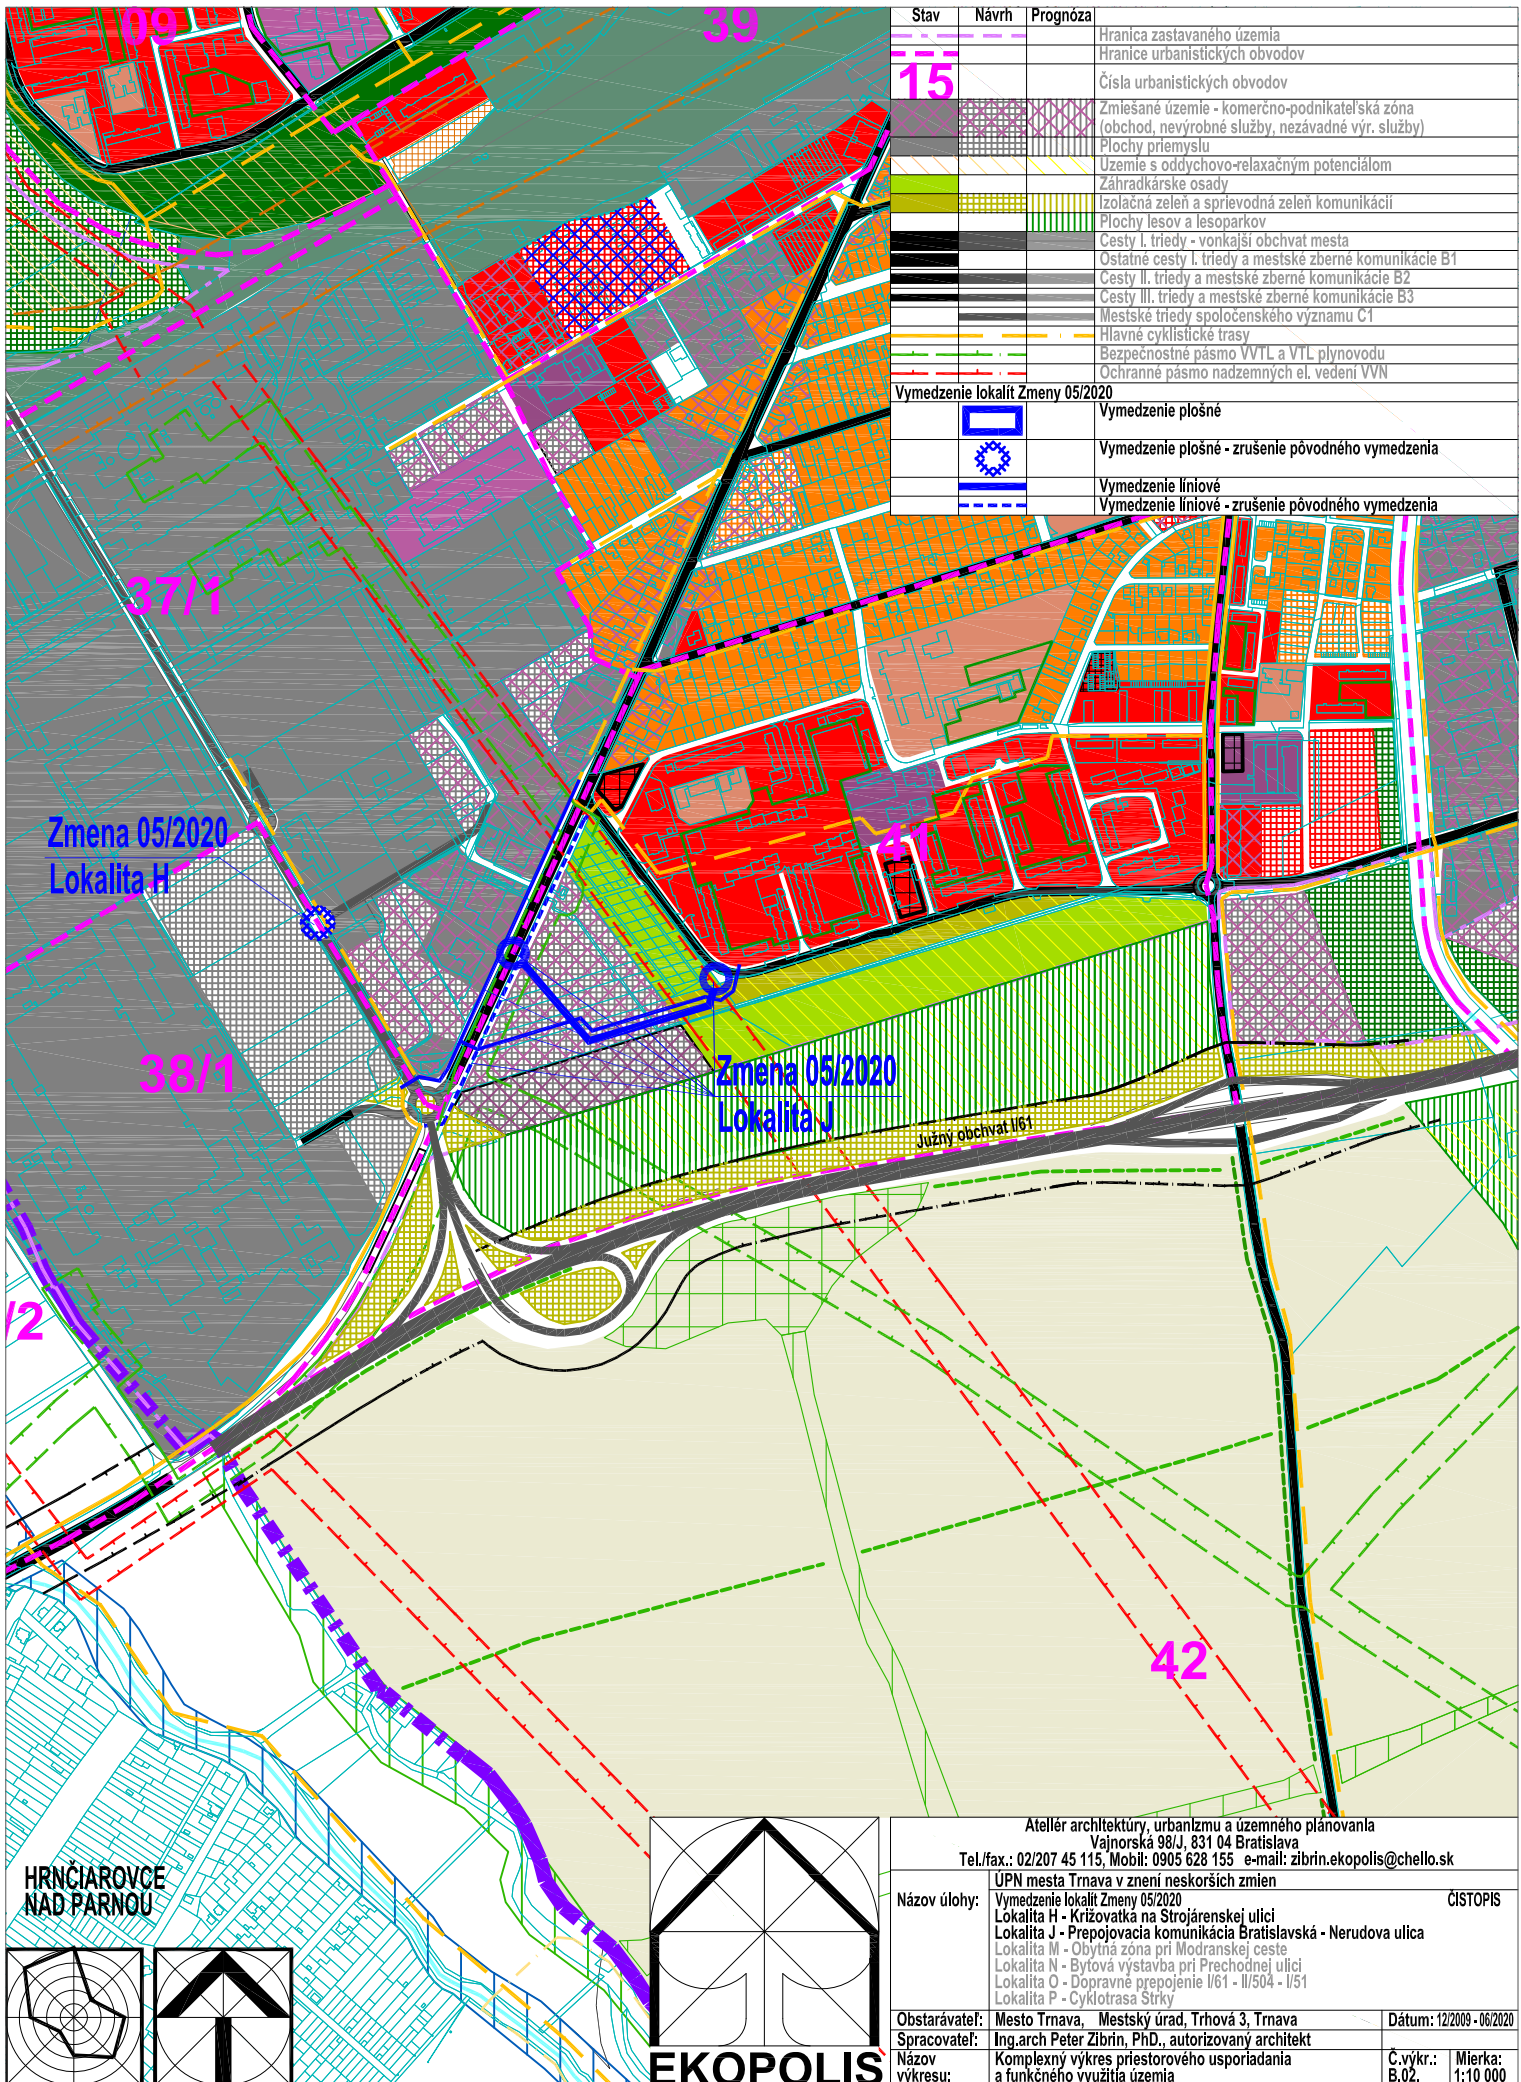 09
39
Stav Návrh Prognóza
Hranica zastavaného územia
Hranice urbanistických obvodov
15
Čísla urbanistických obvodov
Zmiešané územie - komerčno-podnikateľská zóna
(obchod, nevýrobné služby, nezávadné výr. služby)
Plochy priemyslu
Územie s oddychovo-relaxačným potenciálom
Záhradkárske osady
Izolačná zeleň a sprievodná zeleň komunikácií
Plochy lesov a lesoparkov
Cesty I. triedy - vonkajší obchvat mesta
Ostatné cesty I. triedy a mestské zberné komunikácie B1
Cesty II. triedy a mestské zberné komunikácie B2
Cesty III. triedy a mestské zberné komunikácie B3
Mestské triedy spoločenského významu C1
Hlavné cyklistické trasy
Bezpečnostné pásmo VVTL a VTL plynovodu
Ochranné pásmo nadzemných el. vedení VVN
Vymedzenie lokalít Zmeny 05/2020
Vymedzenie plošné
Vymedzenie plošné - zrušenie pôvodného vymedzenia
Vymedzenie líniové
Vymedzenie líniové - zrušenie pôvodného vymedzenia
37/1
Zmena 05/2020
Lokalita H
41
38/1
Zmena 05/2020
Lokalita J
Južný obchvat I/61
/2
42
HRNČIAROVCE
NAD PARNOU
EKOPOLIS
Ateliér architektúry, urbanizmu a územného plánovania
Vajnorská 98/J, 831 04 Bratislava
Tel./fax.: 02/207 45 115, Mobil: 0905 628 155 e-mail: zibrin.ekopolis@chello.sk
Názov úlohy:
ÚPN mesta Trnava v znení neskorších zmien
Vymedzenie lokalít Zmeny 05/2020 ČISTOPIS
Lokalita H - Križovatka na Strojárenskej ulici
Lokalita J - Prepojovacia komunikácia Bratislavská - Nerudova ulica
Lokalita M - Obytná zóna pri Modranskej ceste
Lokalita N - Bytová výstavba pri Prechodnej ulici
Lokalita O - Dopravné prepojenie I/61 - II/504 - I/51
Lokalita P - Cyklotrasa Štrky
Obstarávateľ: Mesto Trnava, Mestský úrad, Trhová 3, Trnava Dátum: 12/2009 - 06/2020
Spracovateľ: Ing.arch Peter Zibrin, PhD., autorizovaný architekt
Názov výkresu: Komplexný výkres priestorového usporiadania
a funkčného využitia územia
Č.výkr.: B.02. Mierka: 1:10 000